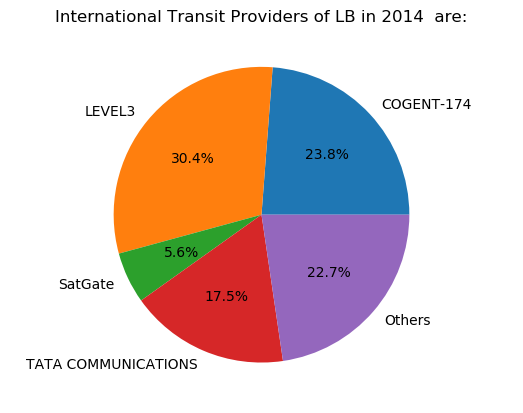 International Transit Providers of LB in 2014  are:
COGENT-174
LEVEL3
23.8%
30.4%
5.6%
SatGate
22.7%
17.5%
Others
TATA COMMUNICATIONS